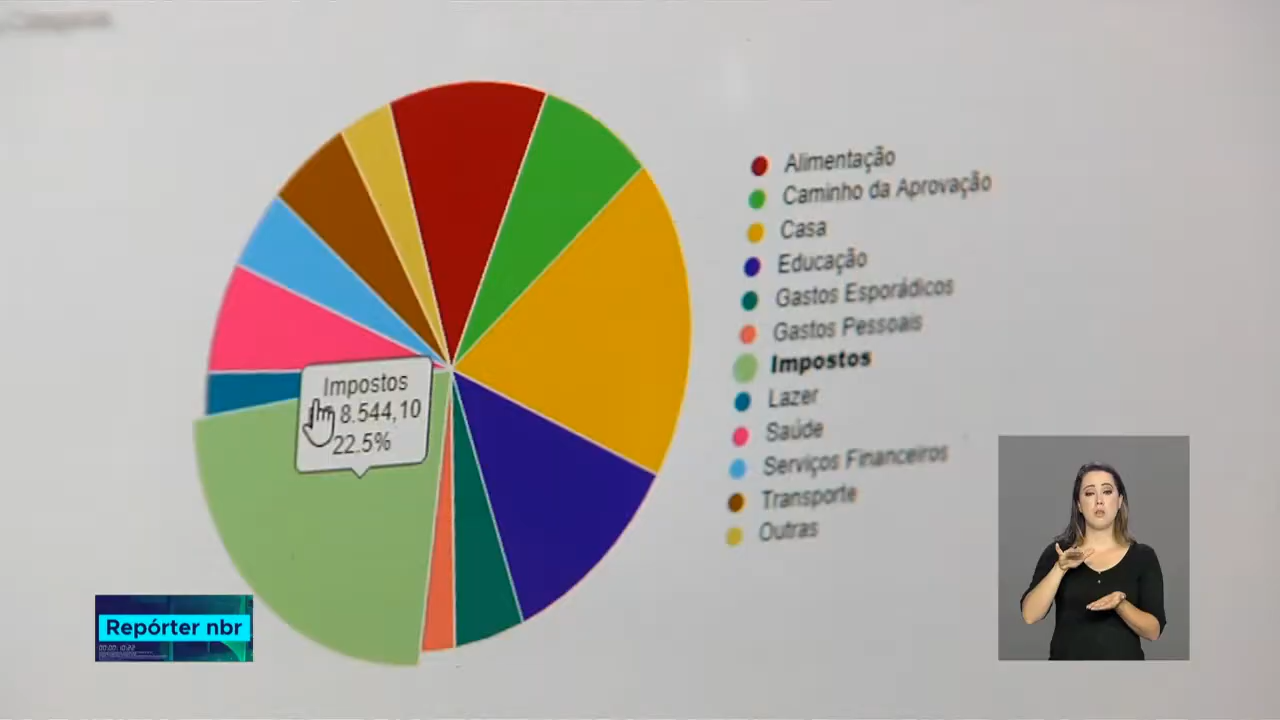 Alimentação
Caminho da Aprovação
Casa
Educação
Gastos Esporádicos
Gastos Pessoais
Impostos
Lazer
Saúde
Serviços Financeiros
Transporte
Outras
Impostos
8.544,10
22.5%
Repórter nbr